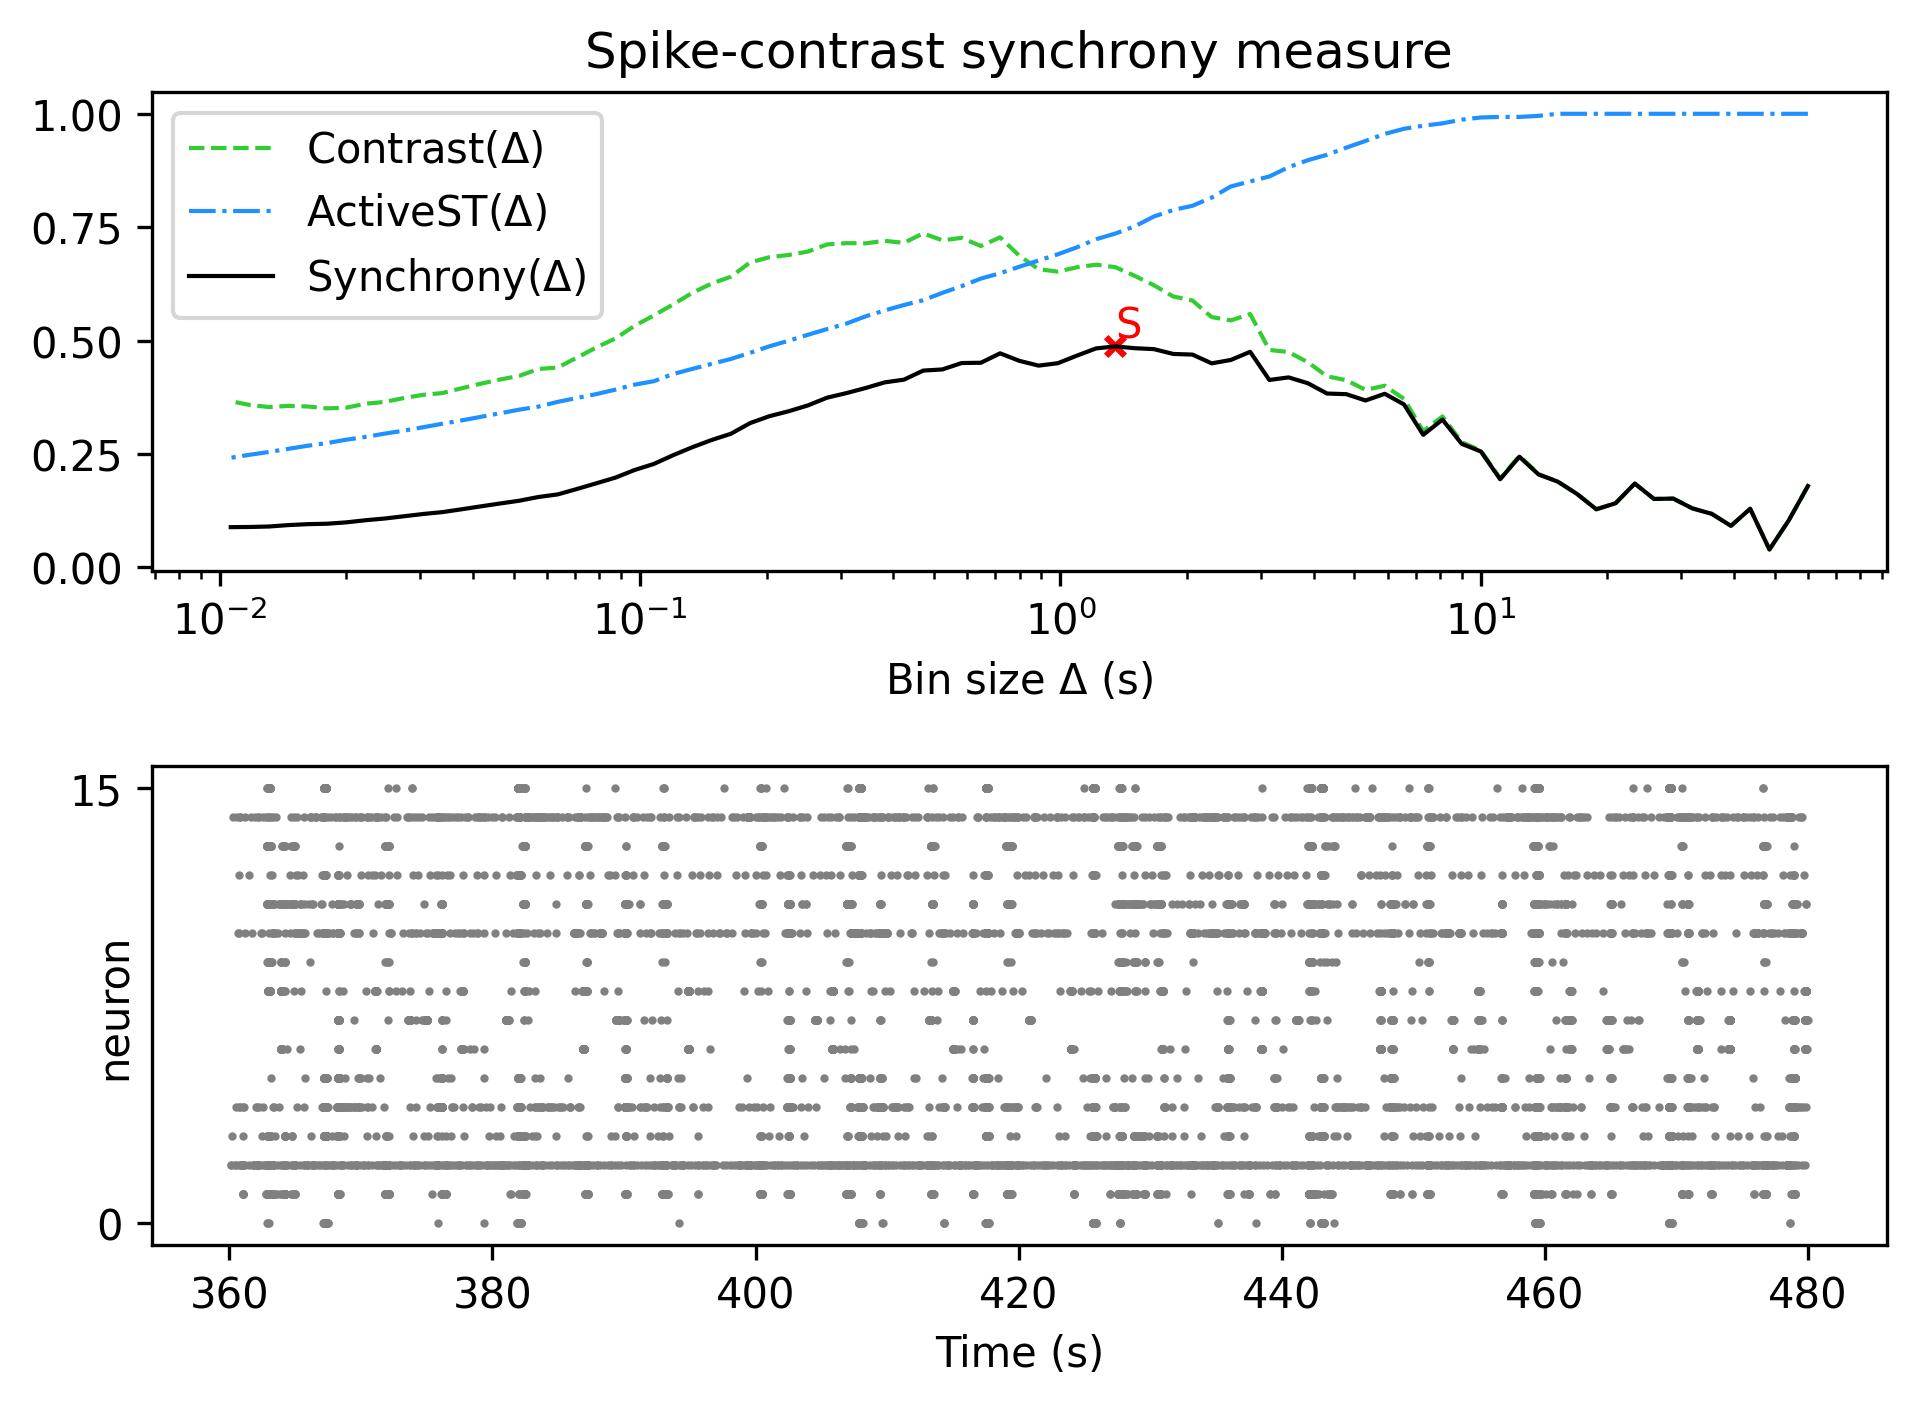 Spike-contrast synchrony measure
1.00
0.75
0.50
0.25
0.00
Contrast(Δ)
ActiveST(Δ)
Synchrony(Δ)
S
10⁻² 10⁻¹ 10⁰ 10¹
Bin size Δ (s)
15
0
neuron
360 380 400 420 440 460 480
Time (s)